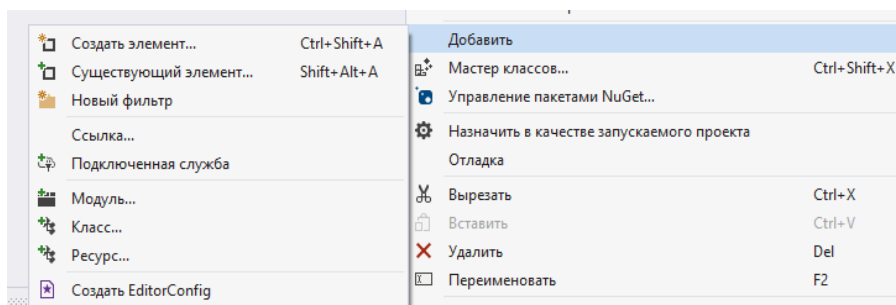 Создать элемент... Ctrl+Shift+A
Существующий элемент... Shift+Alt+A
Новый фильтр
Ссылка...
Подключенная служба
Модуль...
Класс...
Ресурс...
Создать EditorConfig
Добавить
Мастер классов... Ctrl+Shift+X
Управление пакетами NuGet...
Назначить в качестве запускаемого проекта
Отладка
Вырезать Ctrl+X
Вставить Ctrl+V
Удалить Del
Переименовать F2